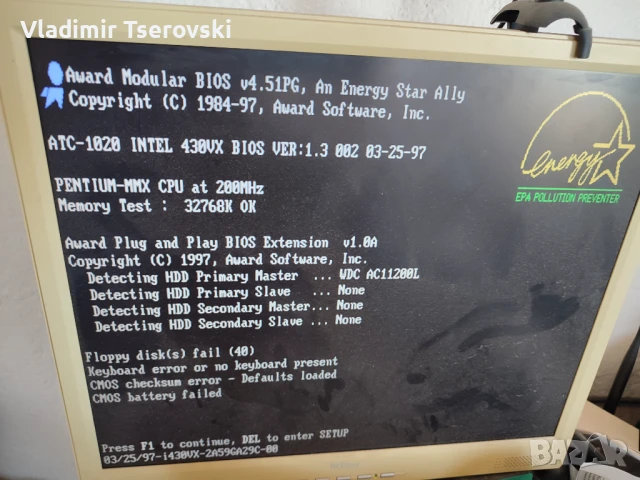 Vladimir Tserovski
Award Modular BIOS v4.51PG, An Energy Star Ally
Copyright (C) 1984-97, Award Software, Inc.
ATC-1020 INTEL 430VX BIOS VER:1.3 002 03-25-97
energy
EPA POLLUTION PREVENTER
PENTIUM-MMX CPU at 200MHz
Memory Test : 32768K OK
Award Plug and Play BIOS Extension v1.0A
Copyright (C) 1997, Award Software, Inc.
Detecting HDD Primary Master ... WDC AC11200L
Detecting HDD Primary Slave ... None
Detecting HDD Secondary Master... None
Detecting HDD Secondary Slave ... None
Floppy disk(s) fail (40)
Keyboard error or no keyboard present
CMOS checksum error - Defaults loaded
CMOS battery failed
Press F1 to continue, DEL to enter SETUP
03/25/97-i430VX-2A59GA29C-00
BAZAR
bg